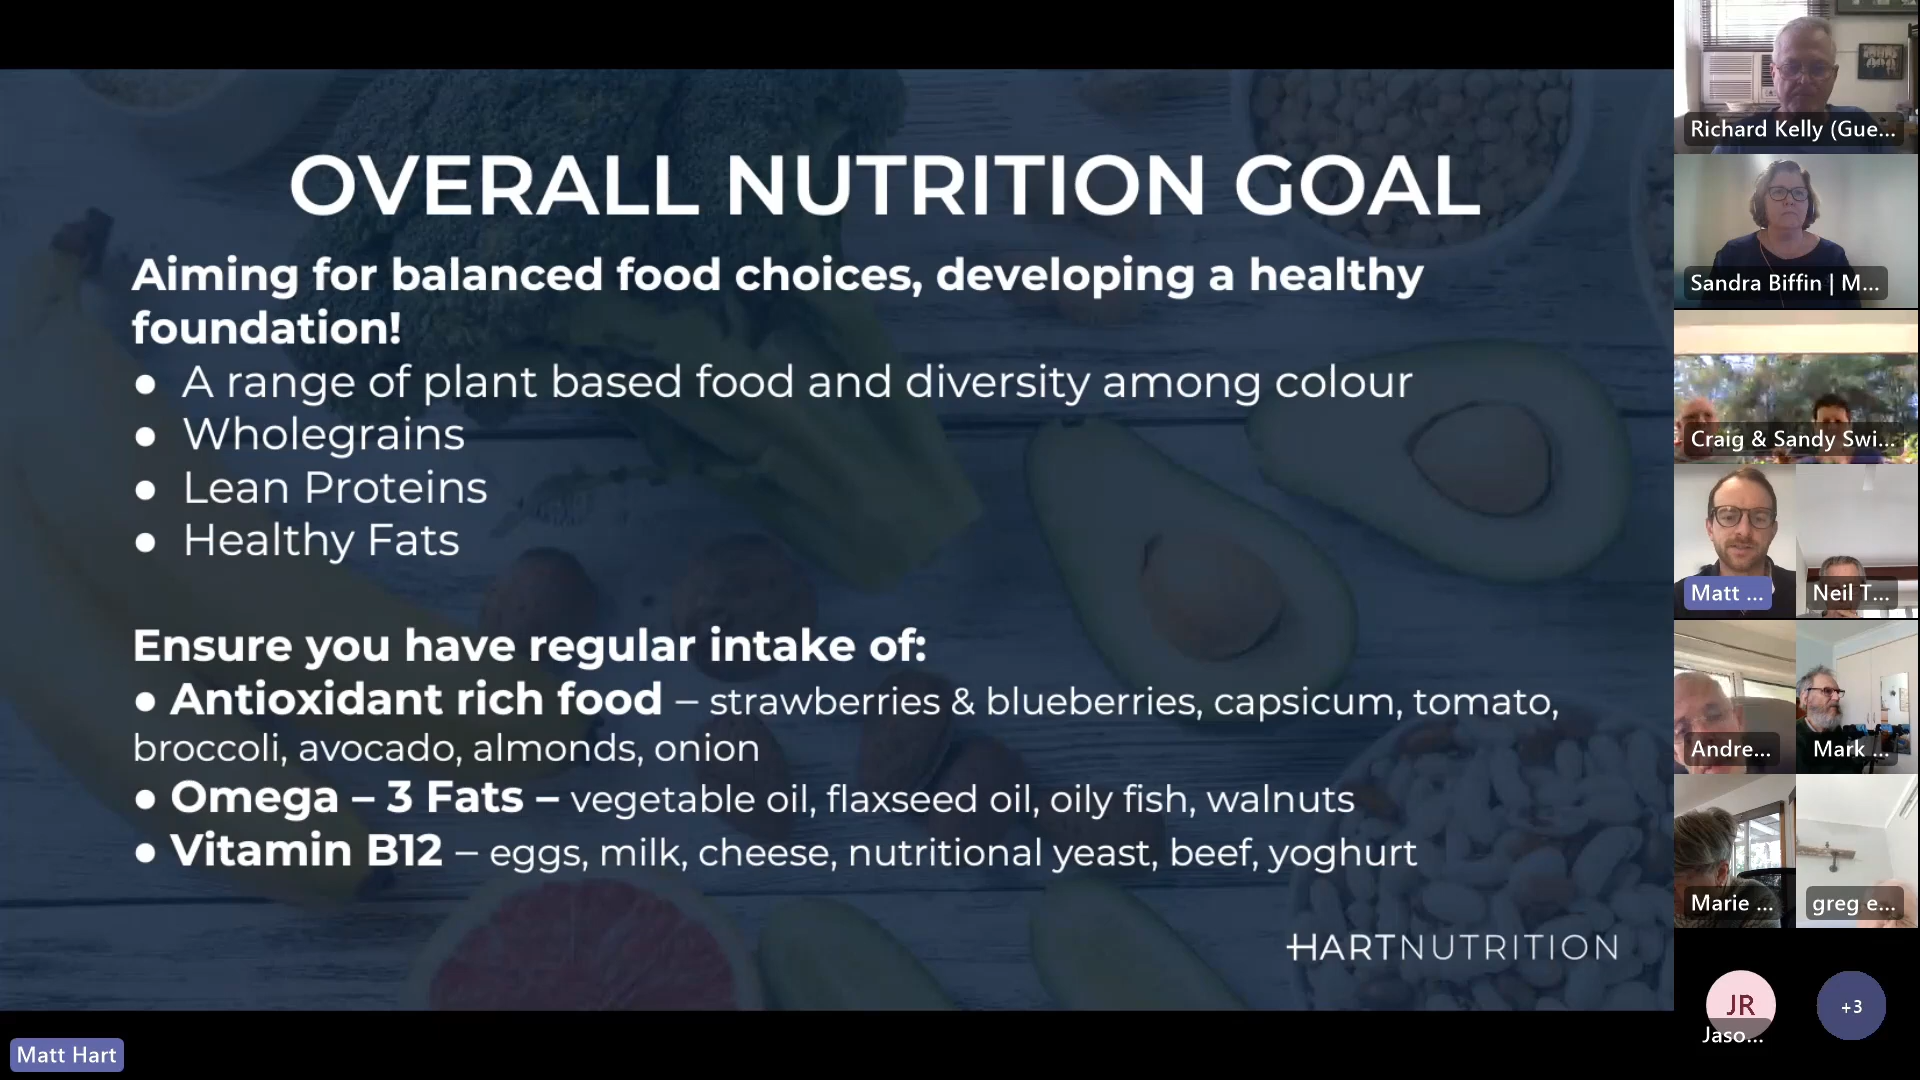 OVERALL NUTRITION GOAL
Aiming for balanced food choices, developing a healthy
foundation!
● A range of plant based food and diversity among colour
● Wholegrains
● Lean Proteins
● Healthy Fats
Ensure you have regular intake of:
● Antioxidant rich food – strawberries & blueberries, capsicum, tomato,
broccoli, avocado, almonds, onion
● Omega – 3 Fats – vegetable oil, flaxseed oil, oily fish, walnuts
● Vitamin B12 – eggs, milk, cheese, nutritional yeast, beef, yoghurt
HARTNUTRITION
Matt Hart
Richard Kelly (Gue...
Sandra Biffin | M...
Craig & Sandy Swi...
Matt ...
Neil T...
Andre...
Mark ...
Marie ...
greg e...
JR
Jaso...
+3